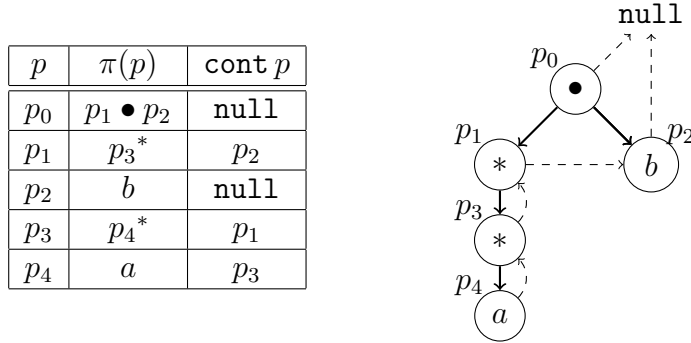 p π(p) cont p
p₀ p₁ • p₂ null
p₁ p₃* p₂
p₂ b null
p₃ p₄* p₁
p₄ a p₃
null
p₀
•
p₁ p₂
* b
p₃
*
p₄
a